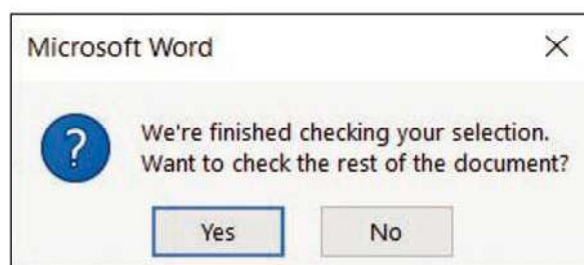 Microsoft Word
We're finished checking your selection.
Want to check the rest of the document?
Yes
No